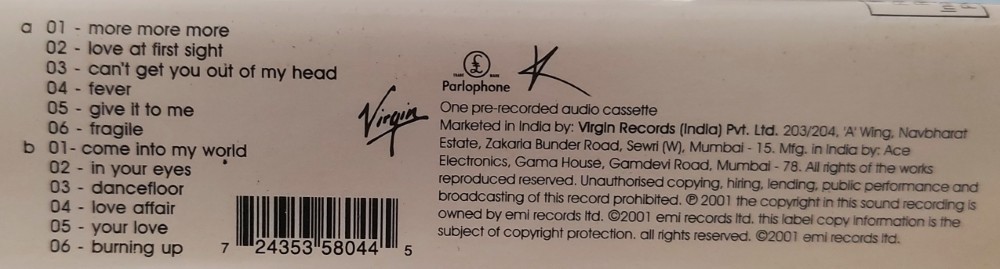 a 01 - more more more
02 - love at first sight
03 - can't get you out of my head
04 - fever
05 - give it to me
06 - fragile
b 01- come into my world
02 - in your eyes
03 - dancefloor
04 - love affair
05 - your love
06 - burning up
7 24353 58044 5
Virgin
£
Parlophone
K
One pre-recorded audio cassette
Marketed in India by: Virgin Records (India) Pvt. Ltd. 203/204, 'A' Wing, Navbharat
Estate, Zakaria Bunder Road, Sewri (W), Mumbai - 15. Mfg. in India by: Ace
Electronics, Gama House, Gamdevi Road, Mumbai - 78. All rights of the works
reproduced reserved. Unauthorised copying, hiring, lending, public performance and
broadcasting of this record prohibited. ℗ 2001 the copyright in this sound recording is
owned by emi records ltd. ©2001 emi records ltd. this label copy information is the
subject of copyright protection. all rights reserved. ©2001 emi records ltd.